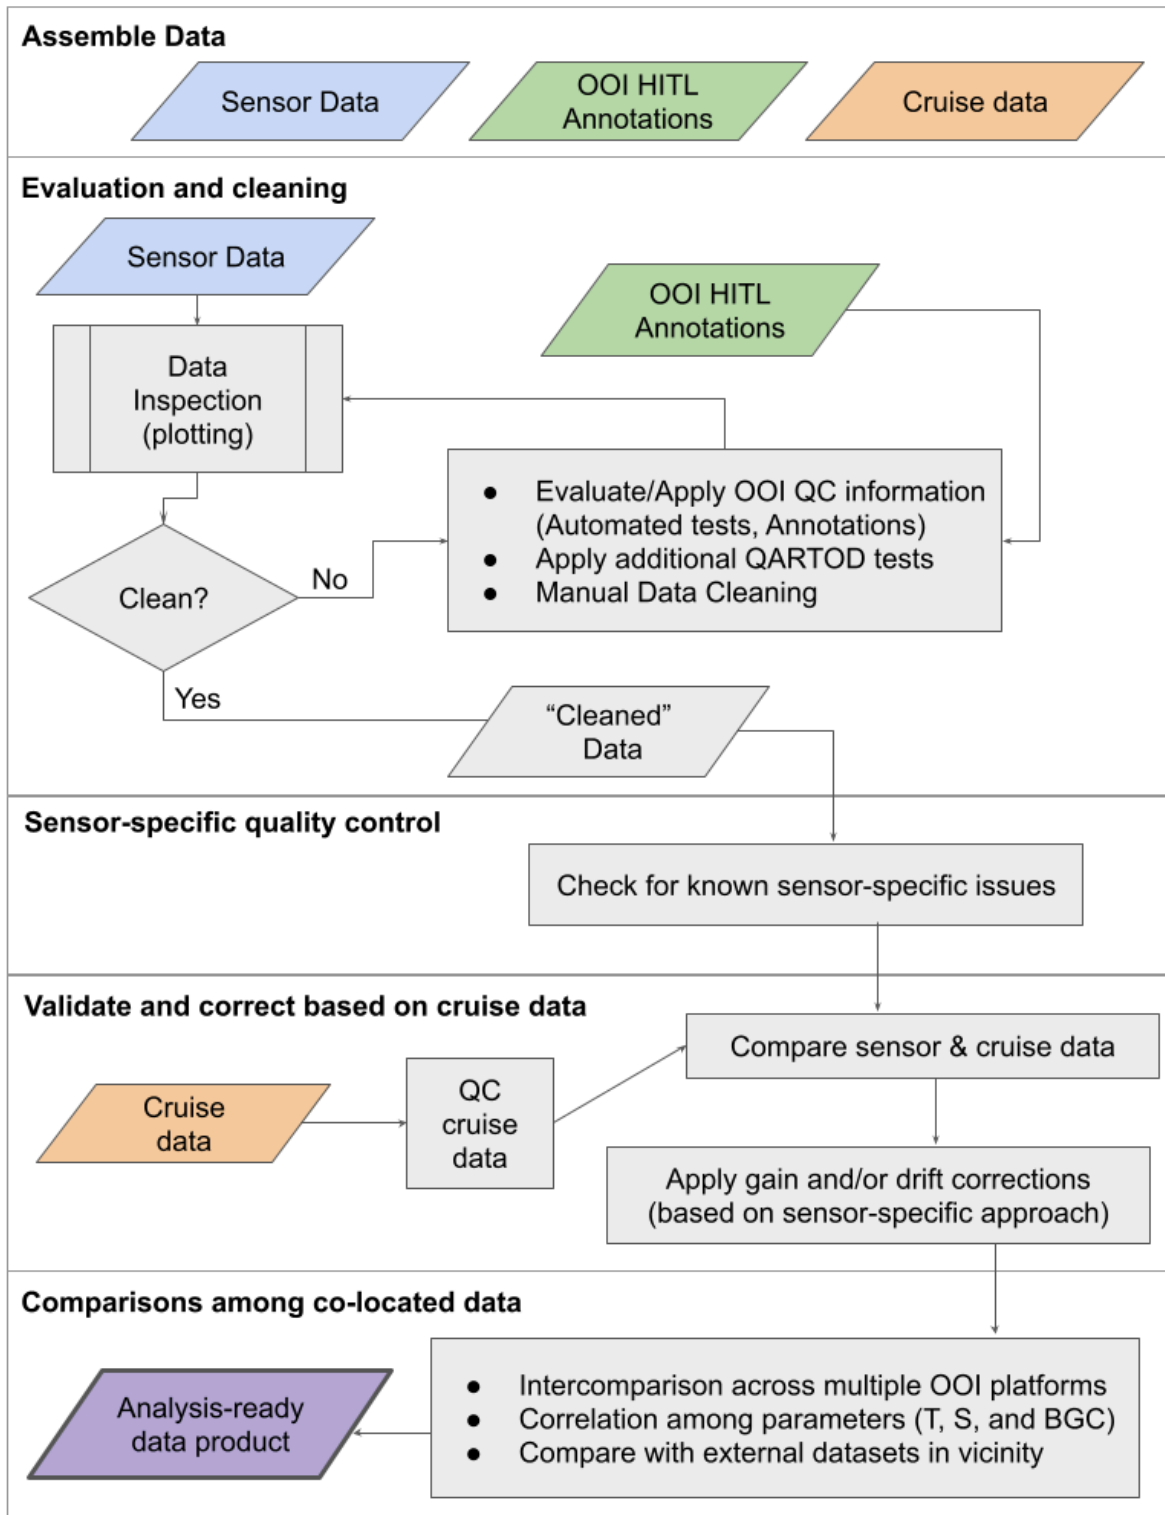 Assemble Data
Sensor Data
OOI HITL
Annotations
Cruise data
Evaluation and cleaning
Sensor Data
OOI HITL
Annotations
Data
Inspection
(plotting)
● Evaluate/Apply OOI QC information
(Automated tests, Annotations)
● Apply additional QARTOD tests
● Manual Data Cleaning
Clean?
No
Yes
“Cleaned”
Data
Sensor-specific quality control
Check for known sensor-specific issues
Validate and correct based on cruise data
Compare sensor & cruise data
Cruise
data
QC
cruise
data
Apply gain and/or drift corrections
(based on sensor-specific approach)
Comparisons among co-located data
● Intercomparison across multiple OOI platforms
● Correlation among parameters (T, S, and BGC)
● Compare with external datasets in vicinity
Analysis-ready
data product